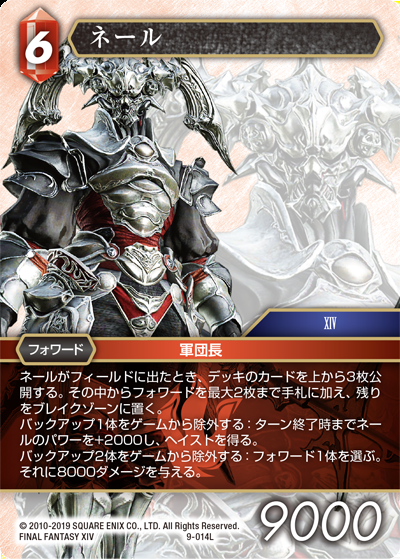 6
ネール
XIV
フォワード
軍団長
ネールがフィールドに出たとき、デッキのカードを上から3枚公
開する。その中からフォワードを最大2枚まで手札に加え、残り
をブレイクゾーンに置く。
バックアップ1体をゲームから除外する：ターン終了時までネー
ルのパワーを+2000し、ヘイストを得る。
バックアップ2体をゲームから除外する：フォワード1体を選ぶ。
それに8000ダメージを与える。
© 2010-2019 SQUARE ENIX CO., LTD. All Rights Reserved.
FINAL FANTASY XIV 9-014L
9000